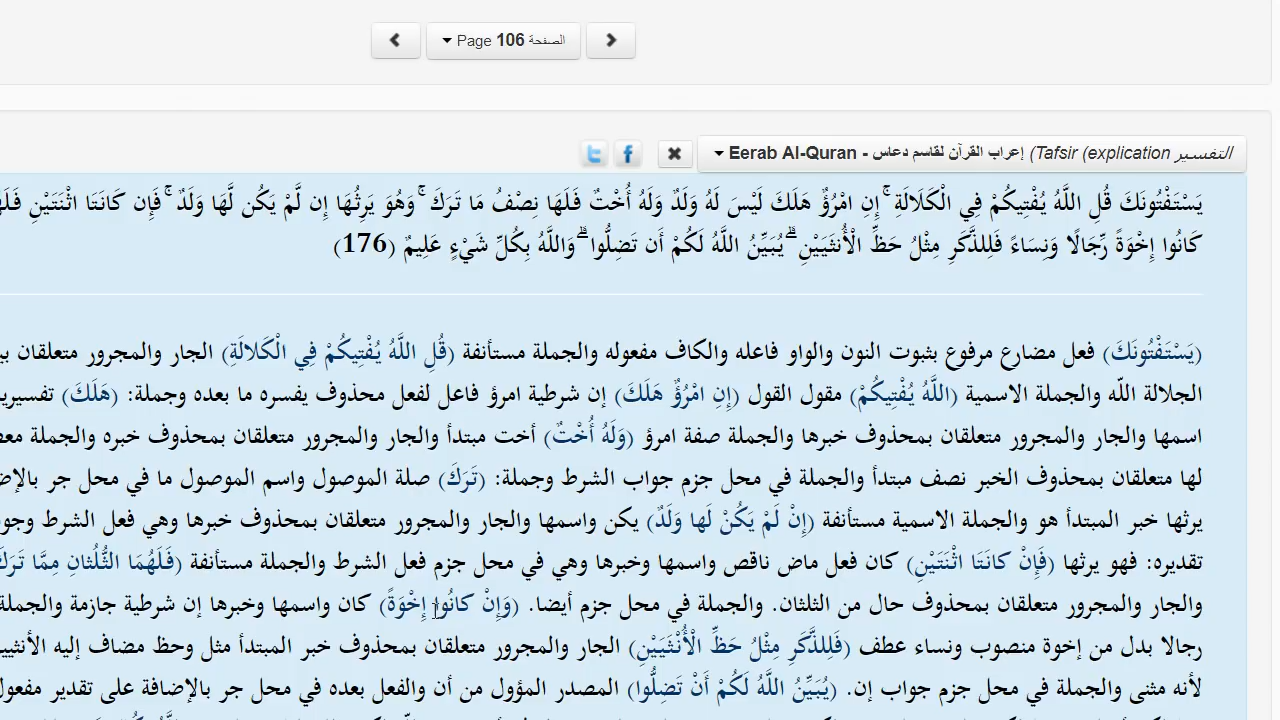 Page 106 الصفحة
التفسير Tafsir (explication) إعراب القرآن لقاسم دعاس - Eerab Al-Quran
يَسْتَفْتُونَكَ قُلِ اللَّهُ يُفْتِيكُمْ فِي الْكَلَالَةِ ۚ إِنِ امْرُؤٌ هَلَكَ لَيْسَ لَهُ وَلَدٌ وَلَهُ أُخْتٌ فَلَهَا نِصْفُ مَا تَرَكَ ۚ وَهُوَ يَرِثُهَا إِن لَّمْ يَكُن لَّهَا وَلَدٌ ۚ فَإِن كَانَتَا اثْنَتَيْنِ
كَانُوا إِخْوَةً رِّجَالًا وَنِسَاءً فَلِلذَّكَرِ مِثْلُ حَظِّ الْأُنثَيَيْنِ ۗ يُبَيِّنُ اللَّهُ لَكُمْ أَن تَضِلُّوا ۗ وَاللَّهُ بِكُلِّ شَيْءٍ عَلِيمٌ (176)
(يَسْتَفْتُونَكَ) فعل مضارع مرفوع بثبوت النون والواو فاعله والكاف مفعوله والجملة مستأنفة (قُلِ اللَّهُ يُفْتِيكُمْ فِي الْكَلالَةِ) الجار والمجرور متعلقان
الجلالة اللّه والجملة الاسمية (اللَّهُ يُفْتِيكُمْ) مقول القول (إِنِ امْرُؤٌ هَلَكَ) إن شرطية امرؤ فاعل لفعل محذوف يفسره ما بعده وجملة: (هَلَكَ)
اسمها والجار والمجرور متعلقان بمحذوف خبرها والجملة صفة امرؤ (وَلَهُ أُخْتٌ) أخت مبتدأ والجار والمجرور متعلقان بمحذوف خبره والجملة
لها متعلقان بمحذوف الخبر نصف مبتدأ والجملة في محل جزم جواب الشرط وجملة: (تَرَكَ) صلة الموصول واسم الموصول ما في محل جر
يرثها خبر المبتدأ هو والجملة الاسمية مستأنفة (إِنْ لَمْ يَكُنْ لَها وَلَدٌ) يكن واسمها والجار والمجرور متعلقان بمحذوف خبرها وهي فعل الشرط
تقديره: فهو يرثها (فَإِنْ كانَتَا اثْنَتَيْنِ) كان فعل ماض ناقص واسمها وخبرها وهي في محل جزم فعل الشرط والجملة مستأنفة (فَلَهُمَا الثُّلُثانِ مِمَّا
والجار والمجرور متعلقان بمحذوف حال من الثلثان. والجملة في محل جزم أيضا. (وَإِنْ كانُوا إِخْوَةً) كان واسمها وخبرها إن شرطية جازمة والجملة
رجالا بدل من إخوة منصوب ونساء عطف (فَلِلذَّكَرِ مِثْلُ حَظِّ الْأُنْثَيَيْنِ) الجار والمجرور متعلقان بمحذوف خبر المبتدأ مثل وحظ مضاف إليه
لأنه مثنى والجملة في محل جزم جواب إن. (يُبَيِّنُ اللَّهُ لَكُمْ أَنْ تَضِلُّوا) المصدر المؤول من أن والفعل بعده في محل جر بالإضافة على تقدير